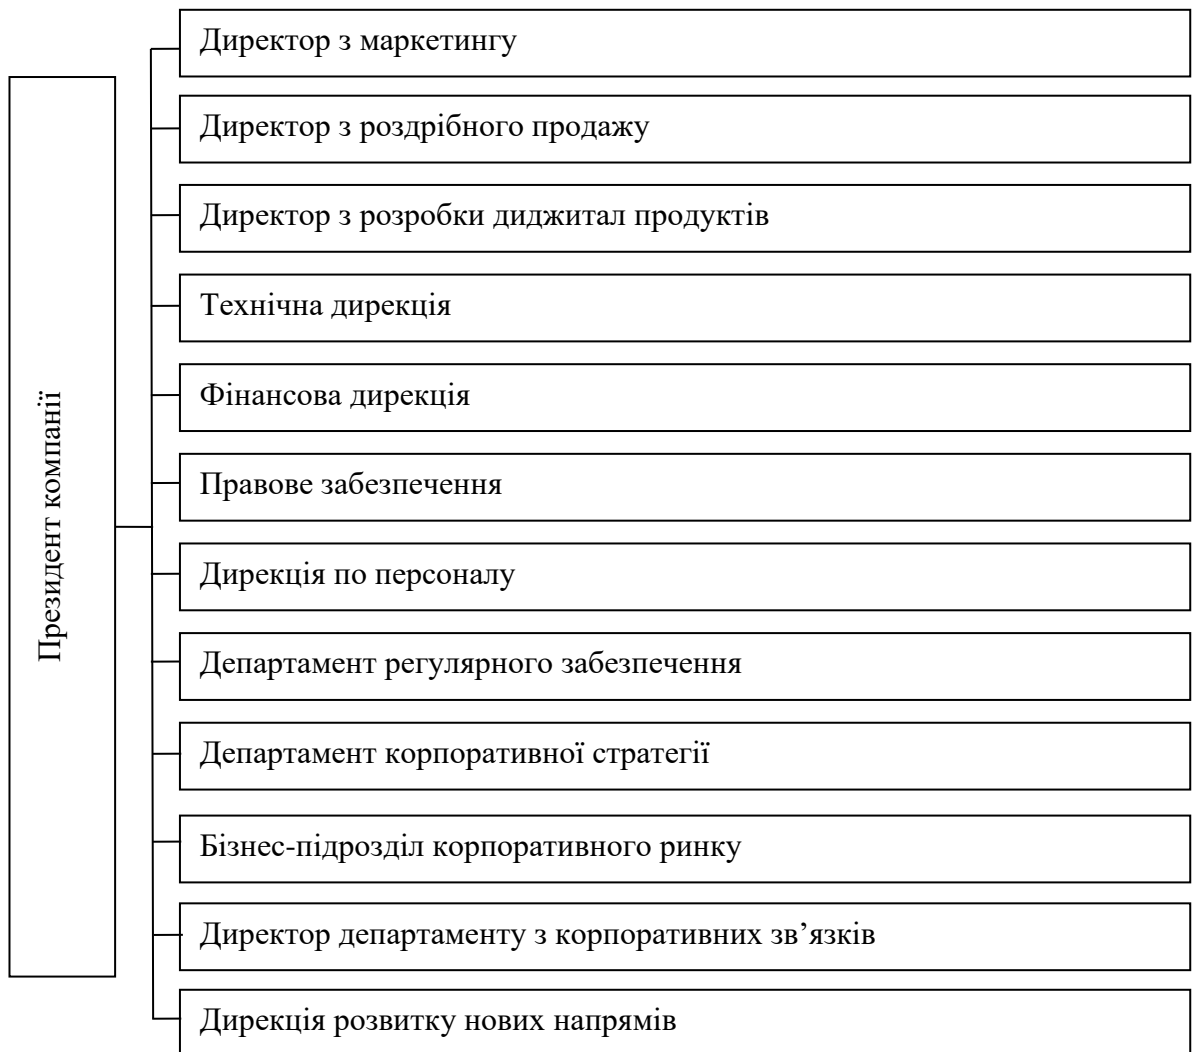 Президент компанії
Директор з маркетингу
Директор з роздрібного продажу
Директор з розробки диджитал продуктів
Технічна дирекція
Фінансова дирекція
Правове забезпечення
Дирекція по персоналу
Департамент регулярного забезпечення
Департамент корпоративної стратегії
Бізнес-підрозділ корпоративного ринку
Директор департаменту з корпоративних зв’язків
Дирекція розвитку нових напрямів